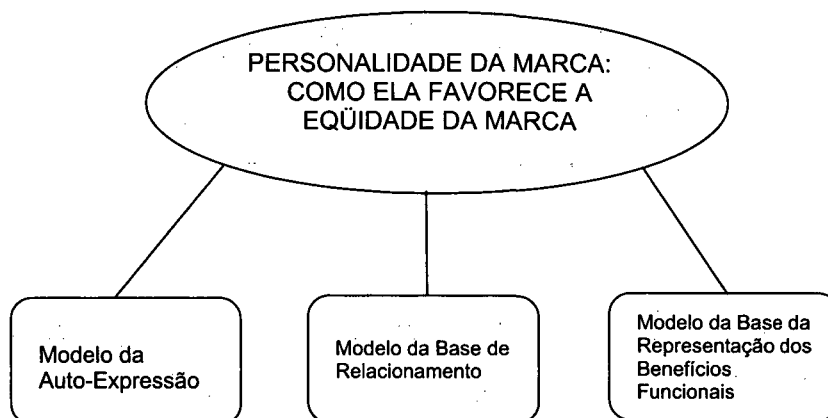 PERSONALIDADE DA MARCA:
COMO ELA FAVORECE A
EQÜIDADE DA MARCA
Modelo da
Auto-Expressão
Modelo da Base de
Relacionamento
Modelo da Base da
Representação dos
Benefícios
Funcionais